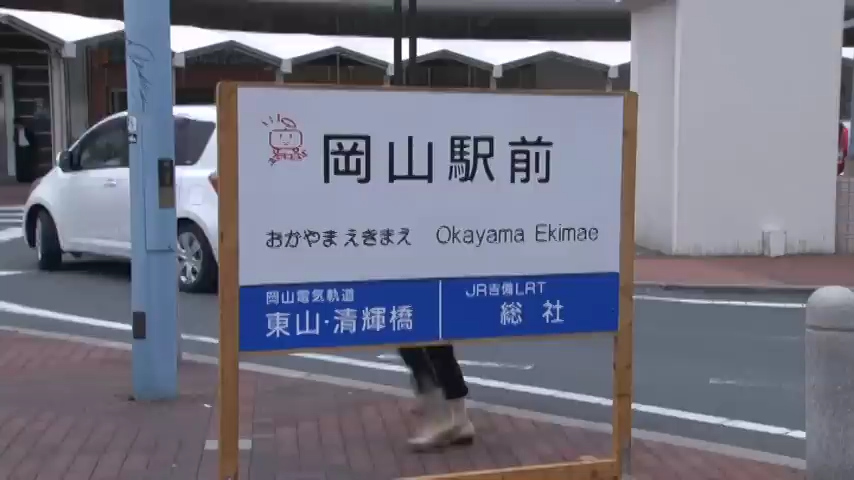 岡山駅前
おかやまえきまえ Okayama Ekimae
岡山電気軌道
東山・清輝橋
JR吉備LRT
総社